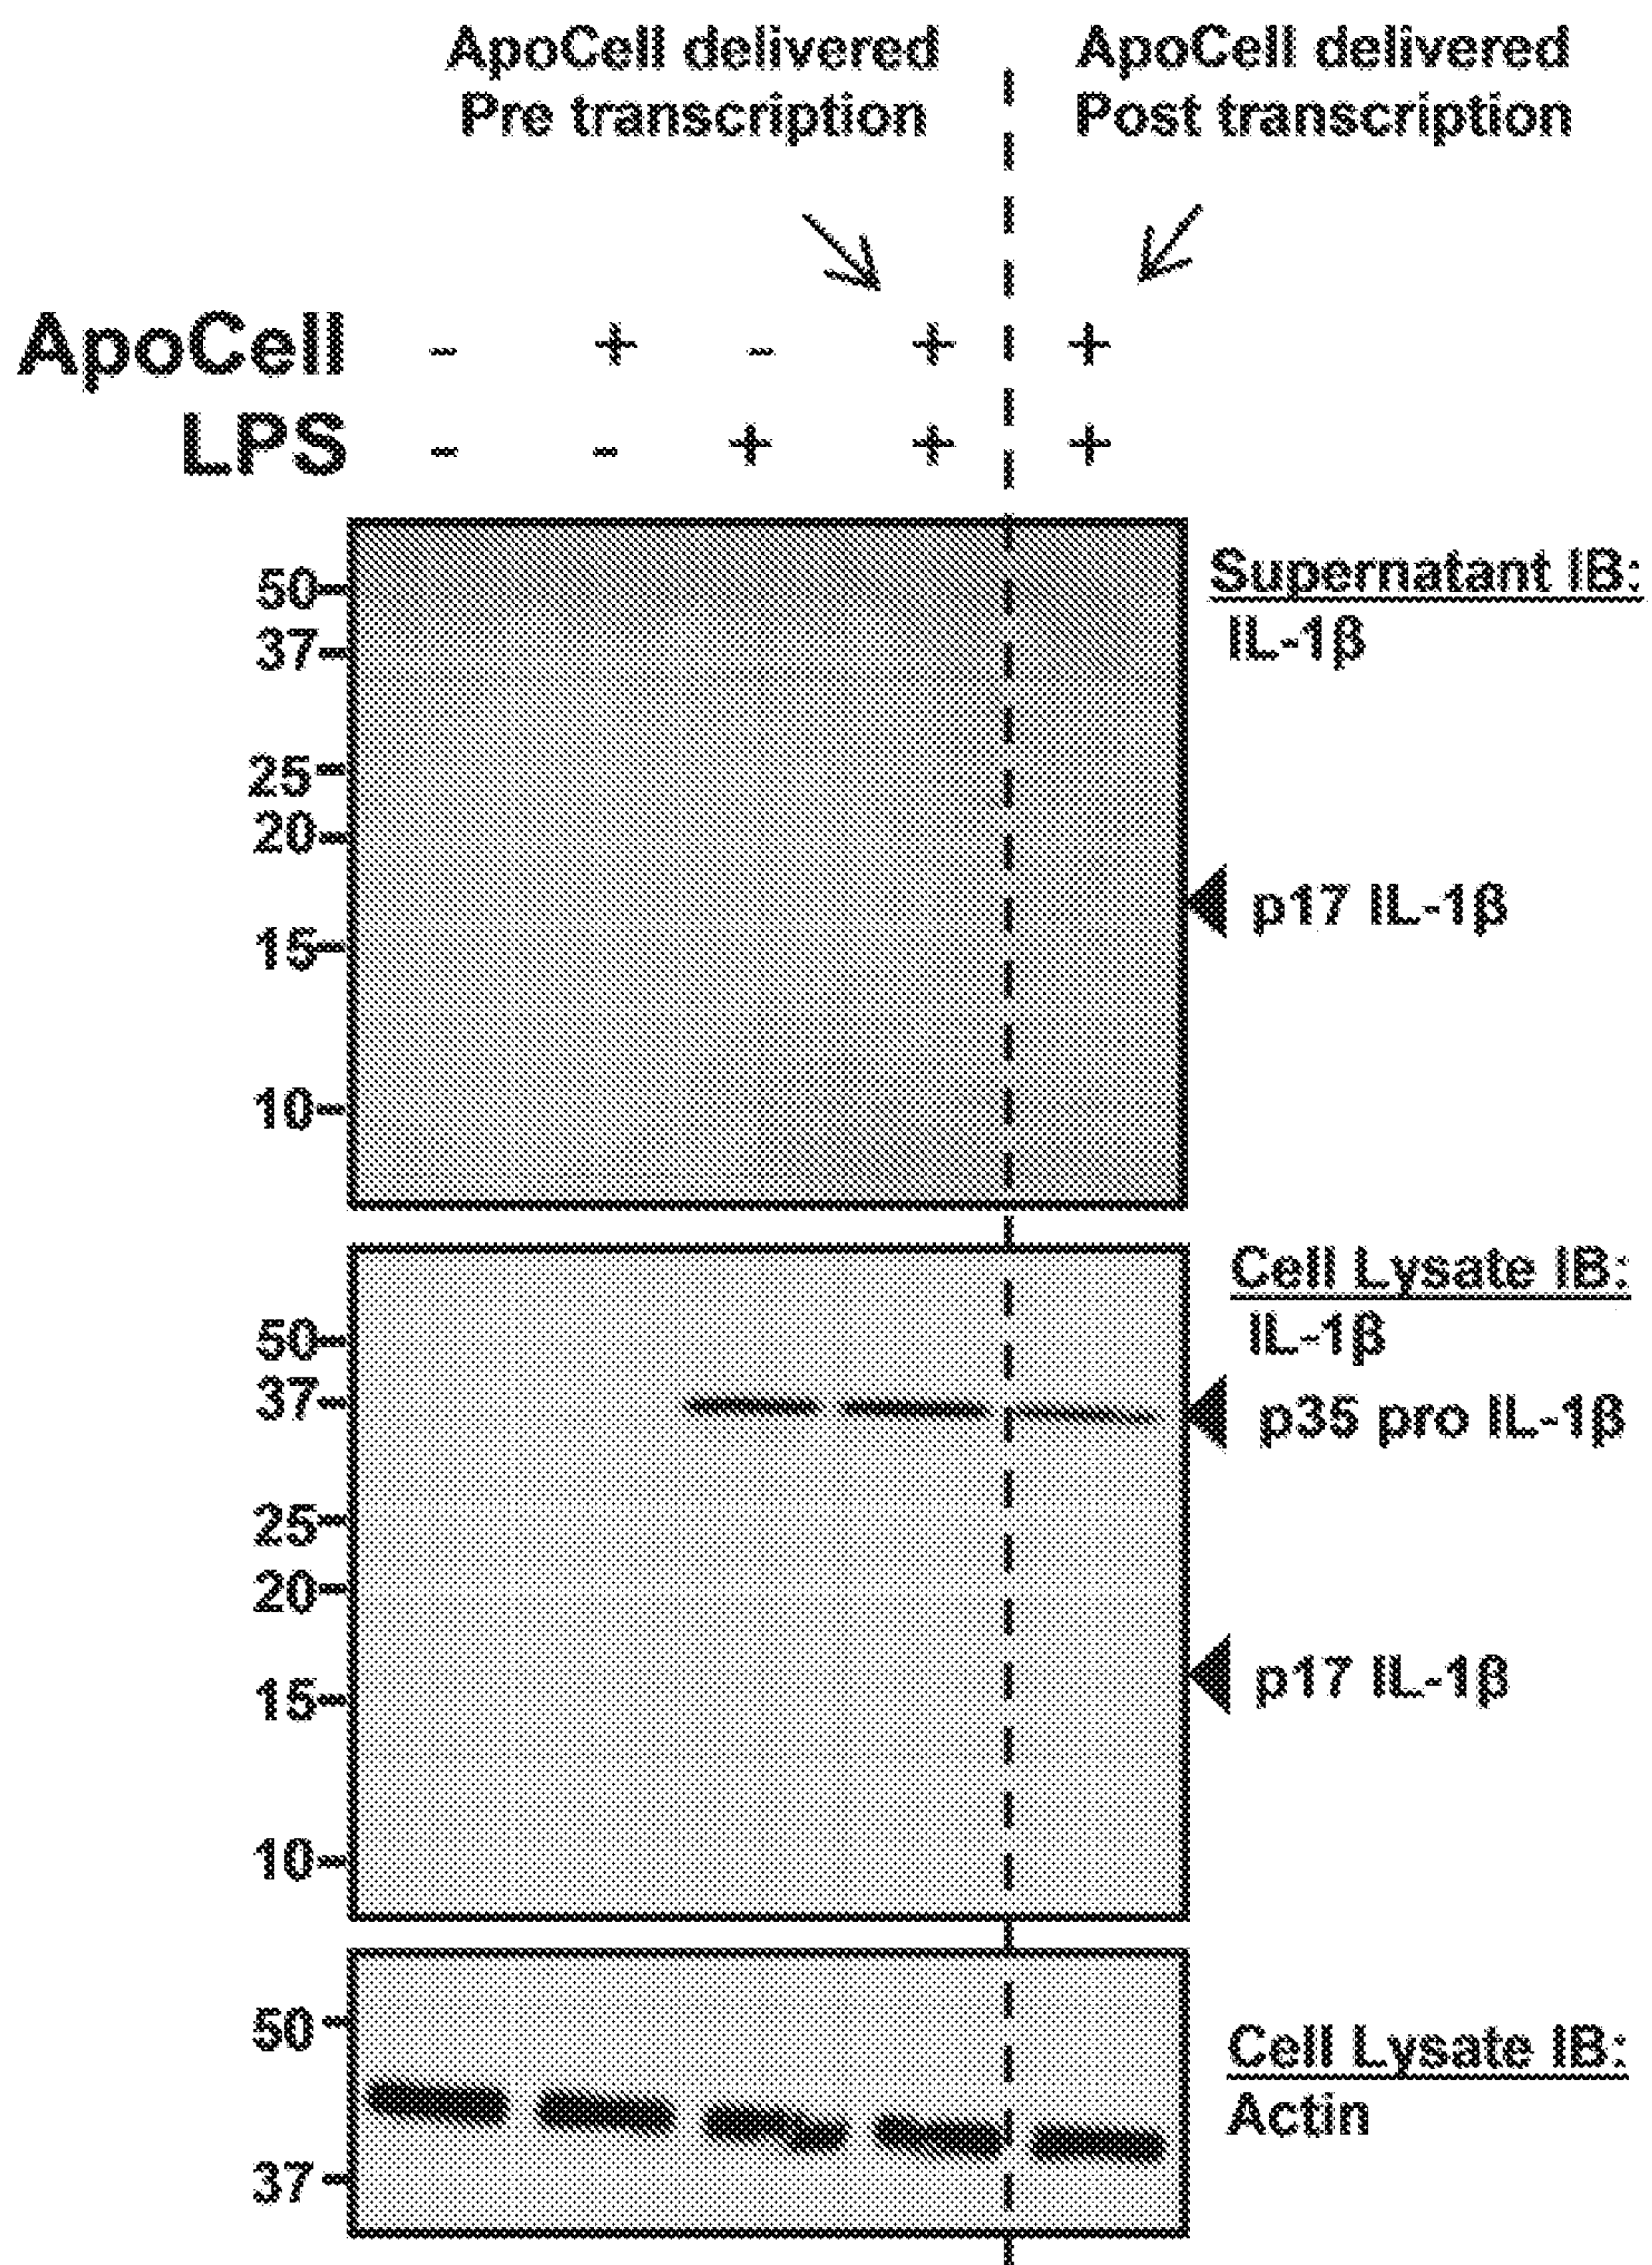 ApoCell delivered
Pre transcription
ApoCell delivered
Post transcription
ApoCell - + - + +
LPS - - + + +
Supernatant IB:
IL-1β
50
37
25
20
15
10
p17 IL-1β
Cell Lysate IB:
IL-1β
50
37
25
20
15
10
p35 pro IL-1β
p17 IL-1β
50
37
Cell Lysate IB:
Actin